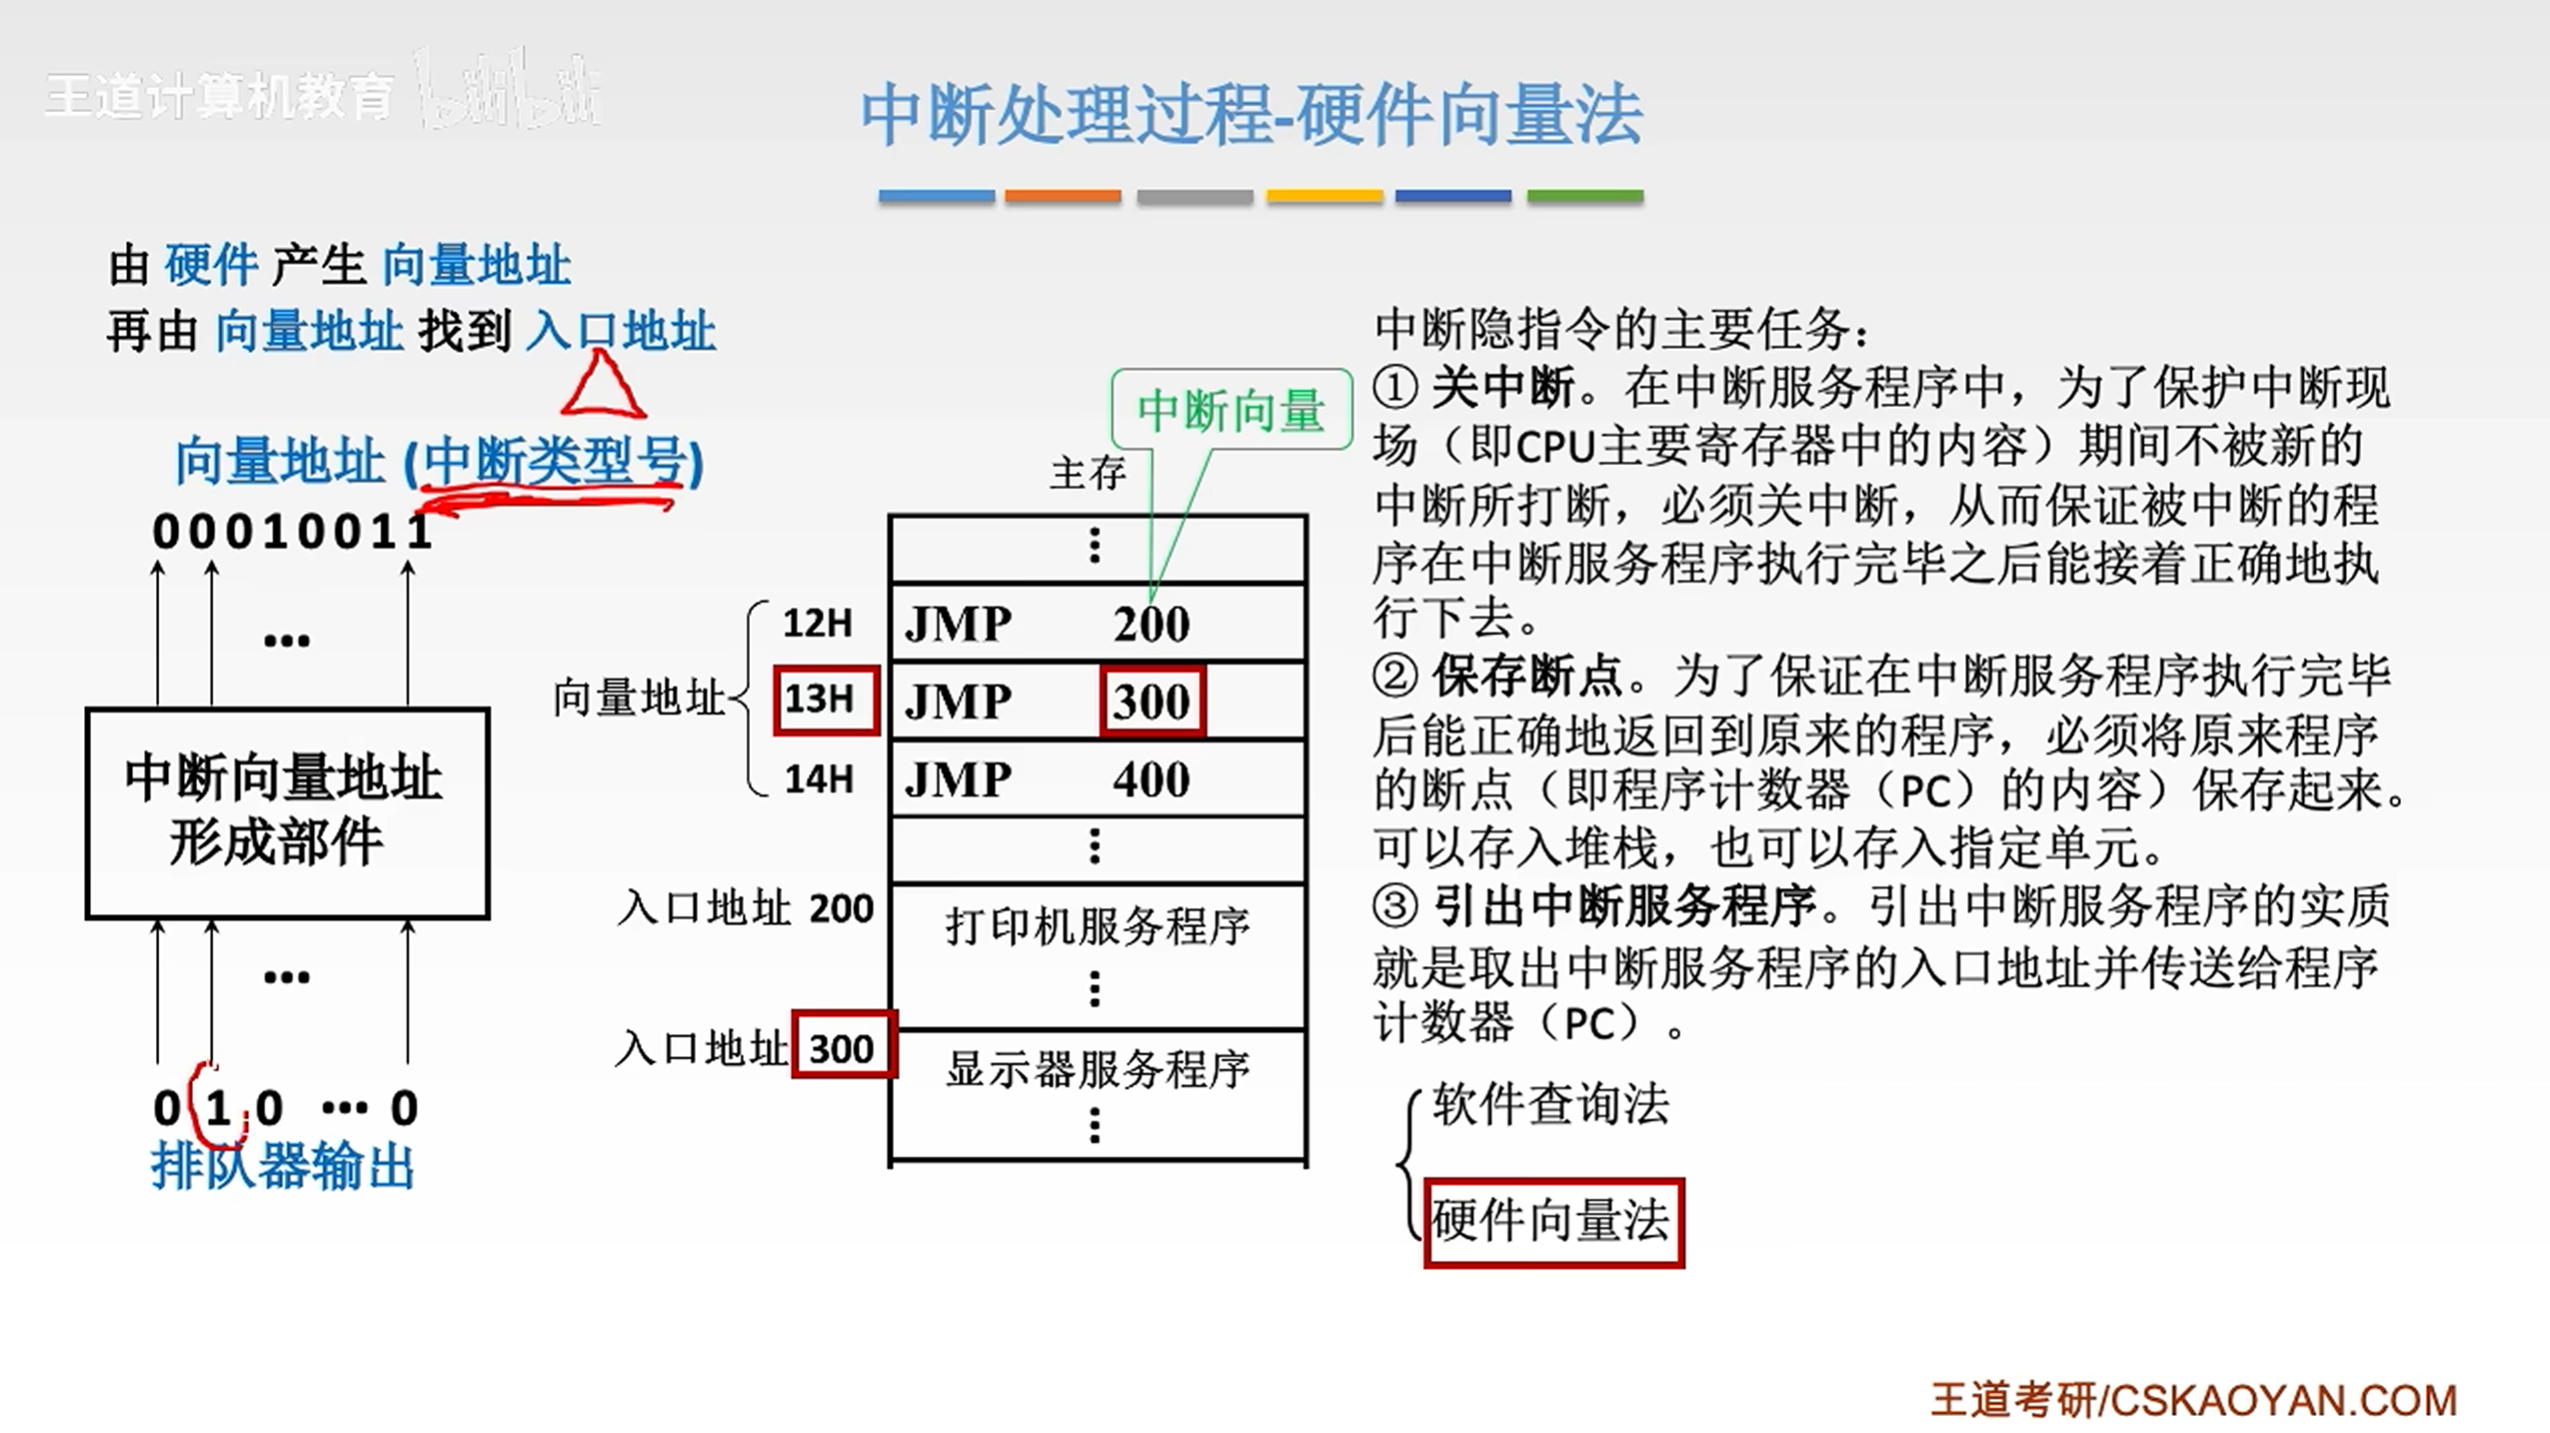 王道计算机教育 bilibili
中断处理过程-硬件向量法
由 硬件 产生 向量地址
再由 向量地址 找到 入口地址
向量地址 (中断类型号)
00010011
...
中断向量地址
形成部件
...
0 1 0 ... 0
排队器输出
中断向量
主存
向量地址
12H JMP 200
13H JMP 300
14H JMP 400
入口地址 200 打印机服务程序
入口地址 300 显示器服务程序
中断隐指令的主要任务：
① 关中断。在中断服务程序中，为了保护中断现
场（即CPU主要寄存器中的内容）期间不被新的
中断所打断，必须关中断，从而保证被中断的程
序在中断服务程序执行完毕之后能接着正确地执
行下去。
② 保存断点。为了保证在中断服务程序执行完毕
后能正确地返回到原来的程序，必须将原来程序
的断点（即程序计数器（PC）的内容）保存起来。
可以存入堆栈，也可以存入指定单元。
③ 引出中断服务程序。引出中断服务程序的实质
就是取出中断服务程序的入口地址并传送给程序
计数器（PC）。
软件查询法
硬件向量法
王道考研/CSKAOYAN.COM